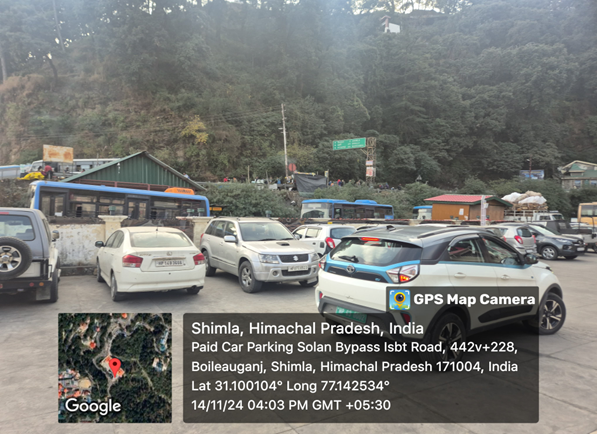 GPS Map Camera
Shimla, Himachal Pradesh, India
Paid Car Parking Solan Bypass Isbt Road, 442v+228,
Boileauganj, Shimla, Himachal Pradesh 171004, India
Lat 31.100104° Long 77.142534°
14/11/24 04:03 PM GMT +05:30
Google